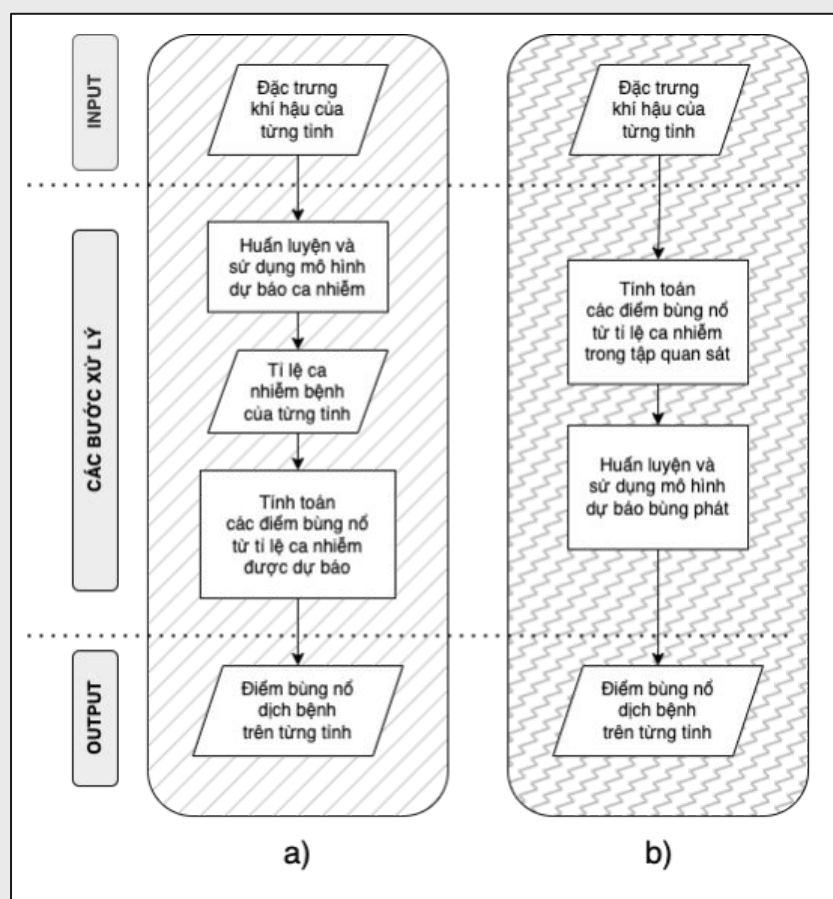 INPUT
Đặc trưng
khí hậu của
từng tỉnh
Huấn luyện và
sử dụng mô hình
dự báo ca nhiễm
Tỉ lệ ca
nhiễm bệnh
của từng tỉnh
Tính toán
các điểm bùng nổ
từ tỉ lệ ca nhiễm
được dự báo
Điểm bùng nổ
dịch bệnh
trên từng tỉnh
a)
Đặc trưng
khí hậu của
từng tỉnh
Tính toán
các điểm bùng nổ
từ tỉ lệ ca nhiễm
trong tập quan sát
Huấn luyện và
sử dụng mô hình
dự báo bùng phát
Điểm bùng nổ
dịch bệnh
trên từng tỉnh
b)
CÁC BƯỚC XỬ LÝ
OUTPUT